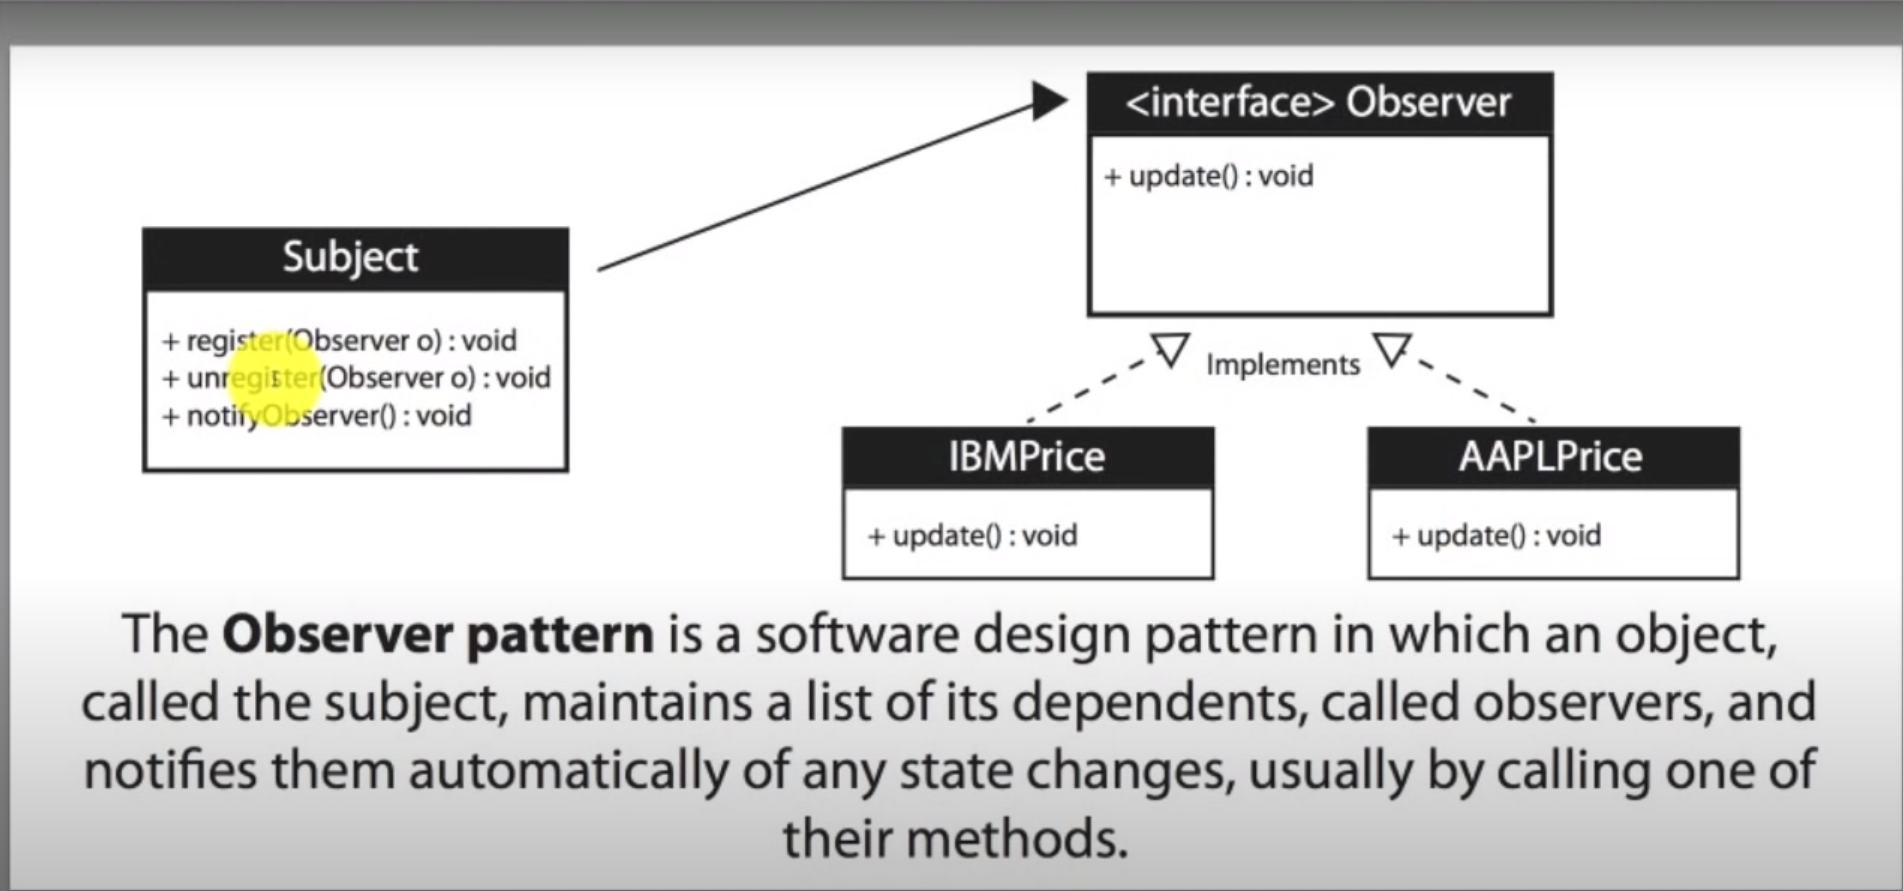 <interface> Observer
+ update() : void
Subject
+ register(Observer o) : void
+ unregister(Observer o) : void
+ notifyObserver() : void
Implements
IBMPrice
+ update() : void
AAPLPrice
+ update() : void
The Observer pattern is a software design pattern in which an object,
called the subject, maintains a list of its dependents, called observers, and
notifies them automatically of any state changes, usually by calling one of
their methods.